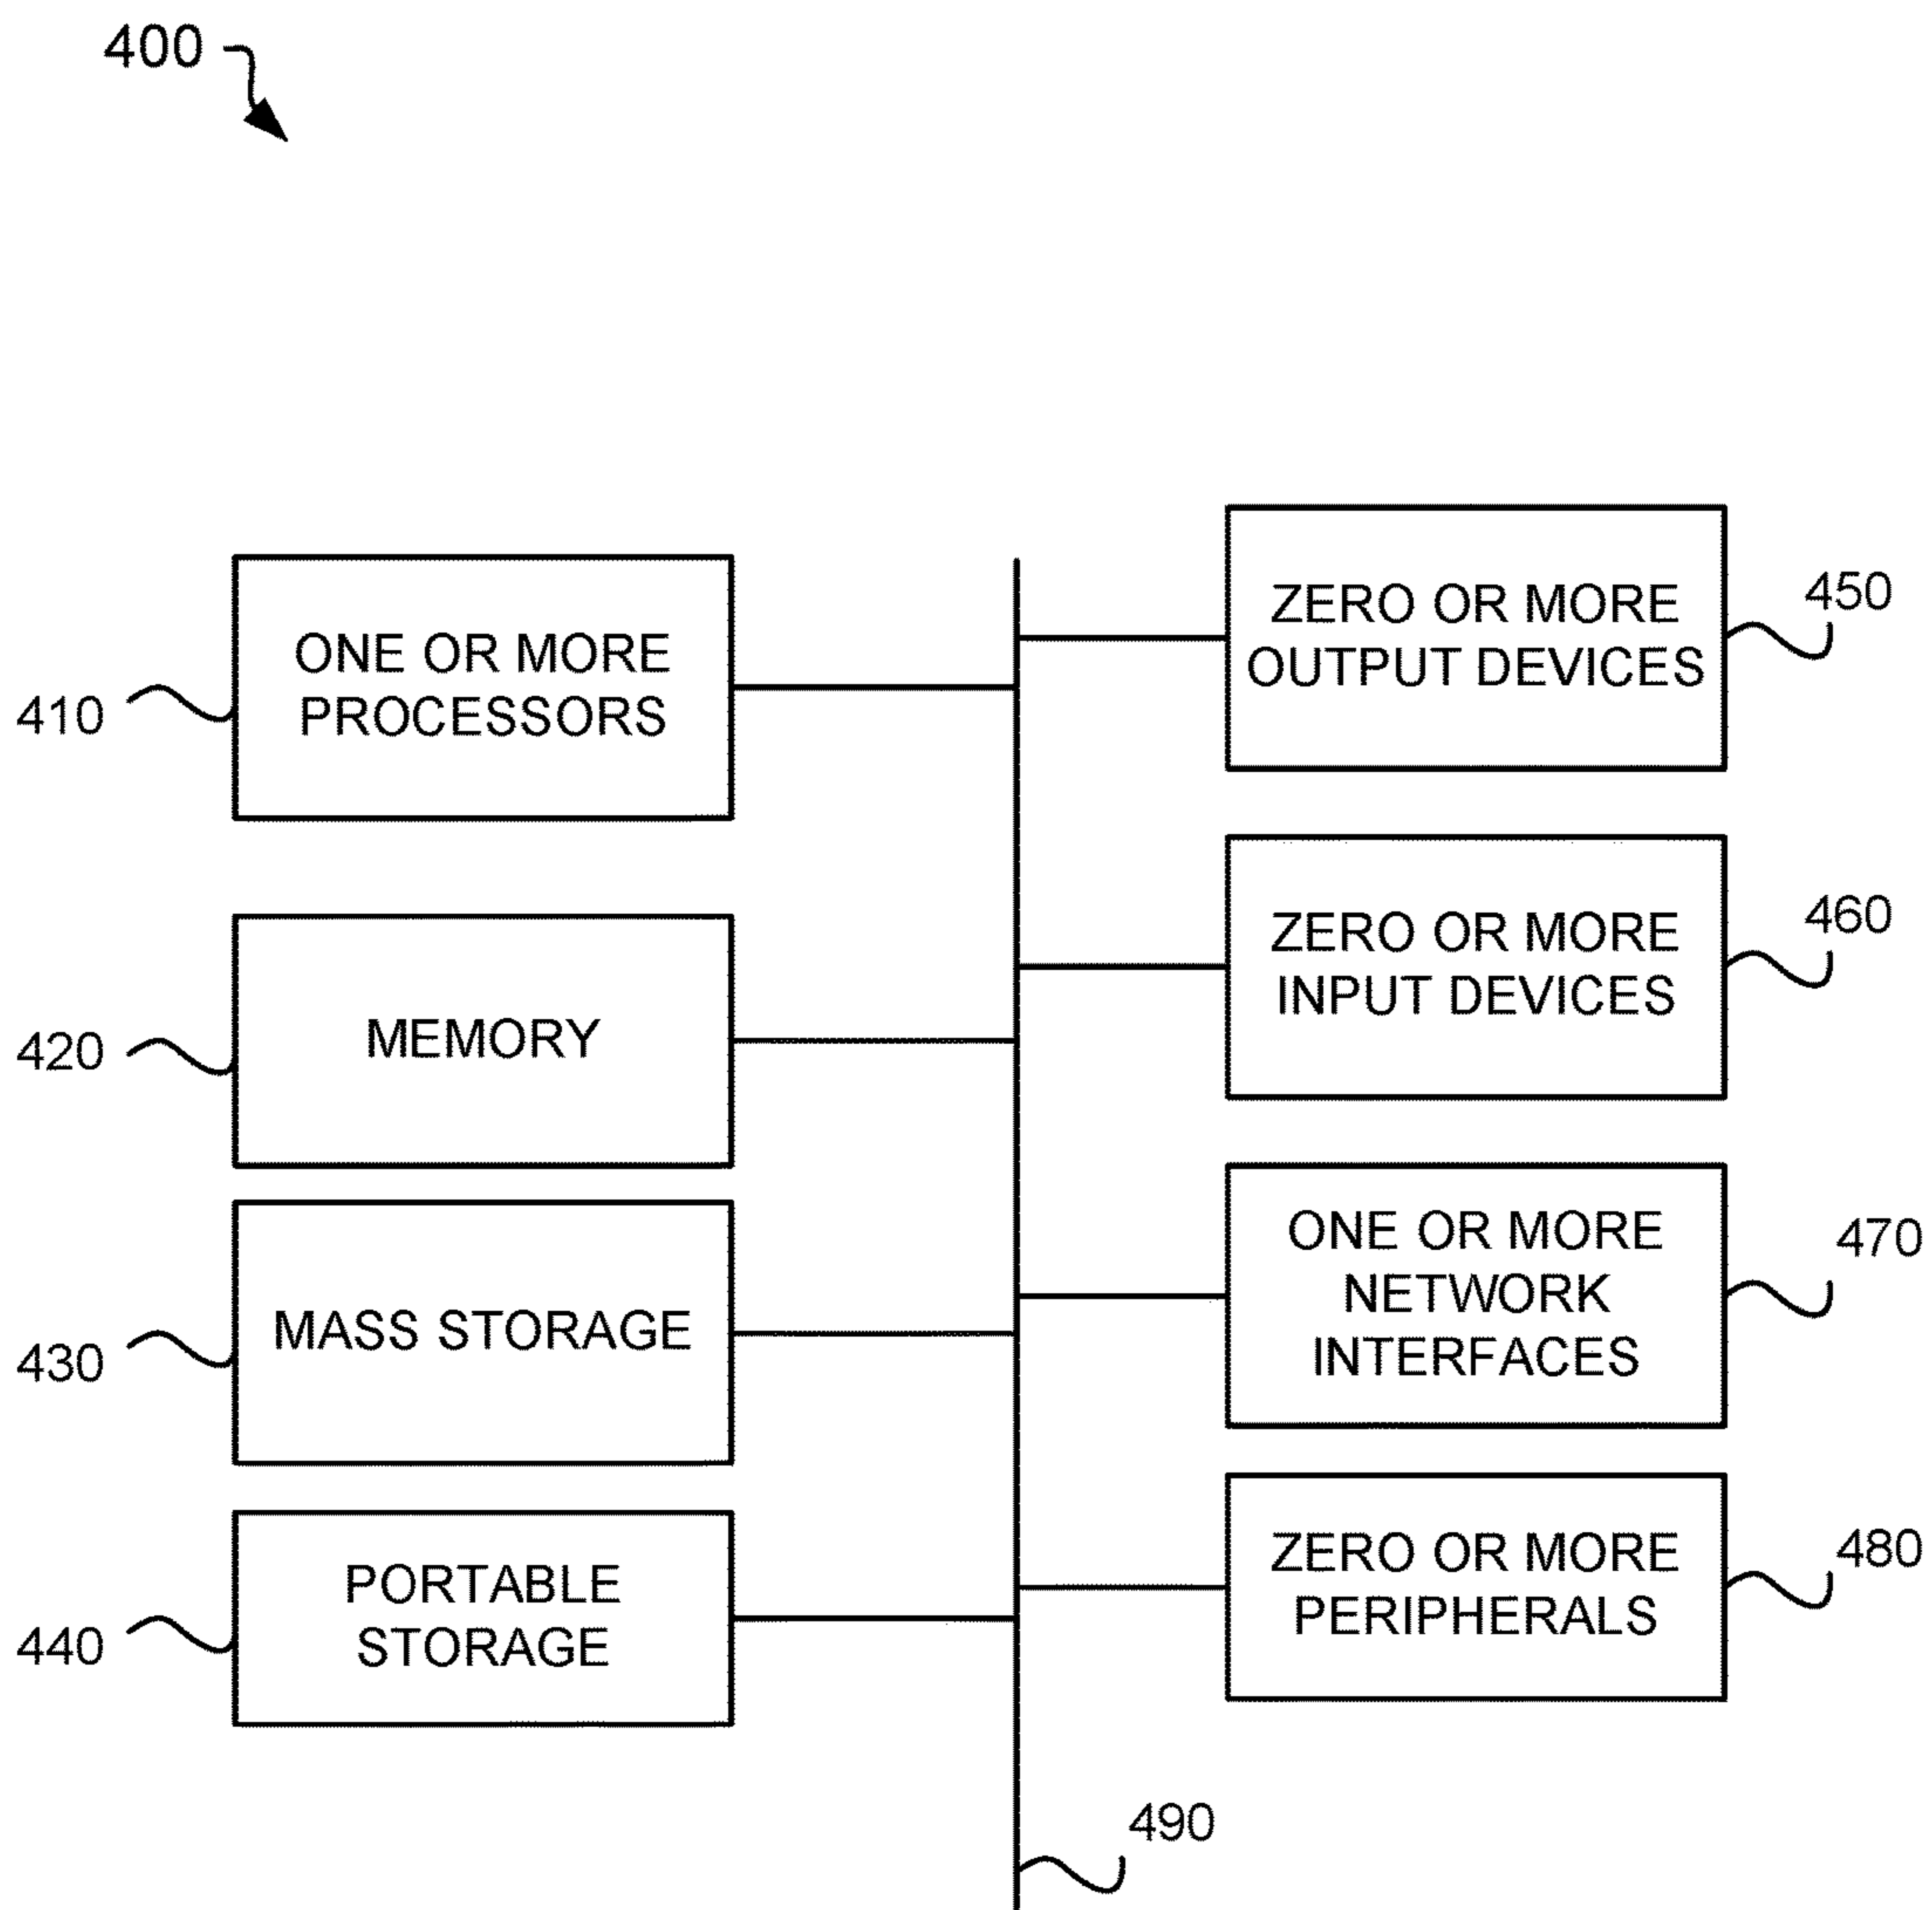 400
410
ONE OR MORE
PROCESSORS
420
MEMORY
430
MASS STORAGE
440
PORTABLE
STORAGE
ZERO OR MORE
OUTPUT DEVICES
450
ZERO OR MORE
INPUT DEVICES
460
ONE OR MORE
NETWORK
INTERFACES
470
ZERO OR MORE
PERIPHERALS
480
490